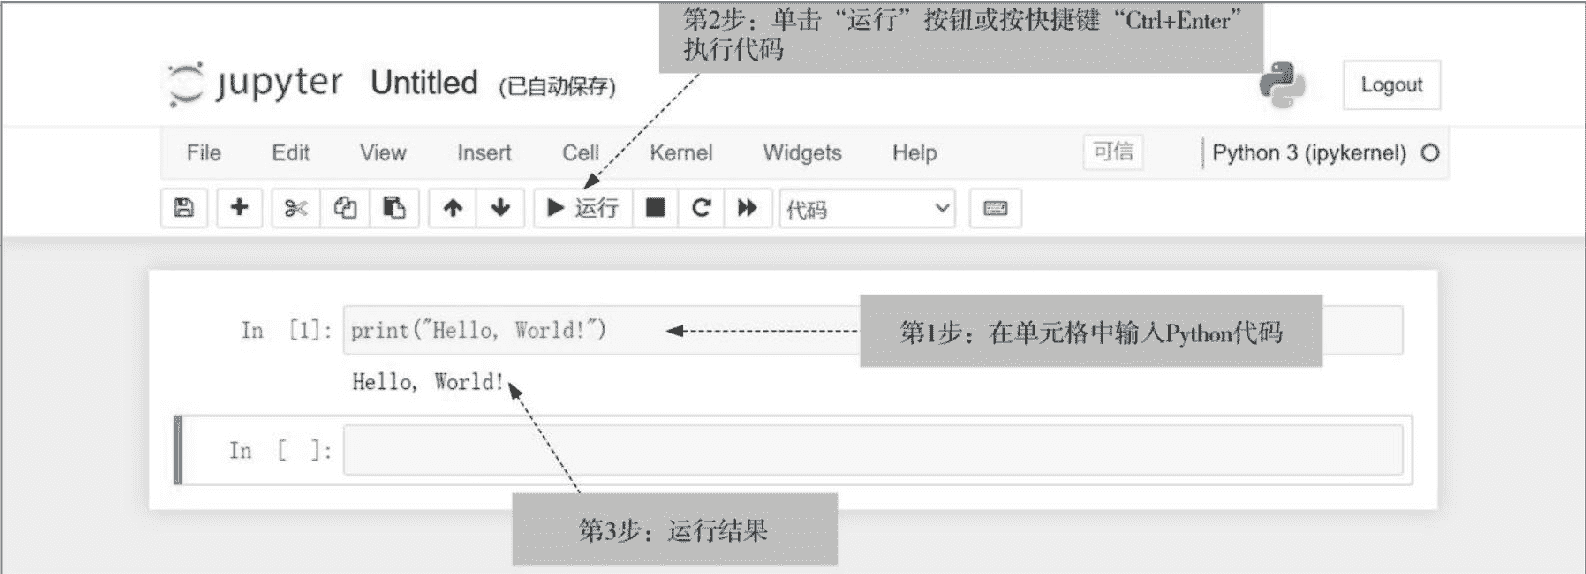 第2步：单击“运行”按钮或按快捷键“Ctrl+Enter”
执行代码
jupyter Untitled (已自动保存)
Logout
File Edit View Insert Cell Kernel Widgets Help
可信
Python 3 (ipykernel)
运行
代码
In [1]: print("Hello, World!")
第1步：在单元格中输入Python代码
Hello, World!
In [ ]:
第3步：运行结果